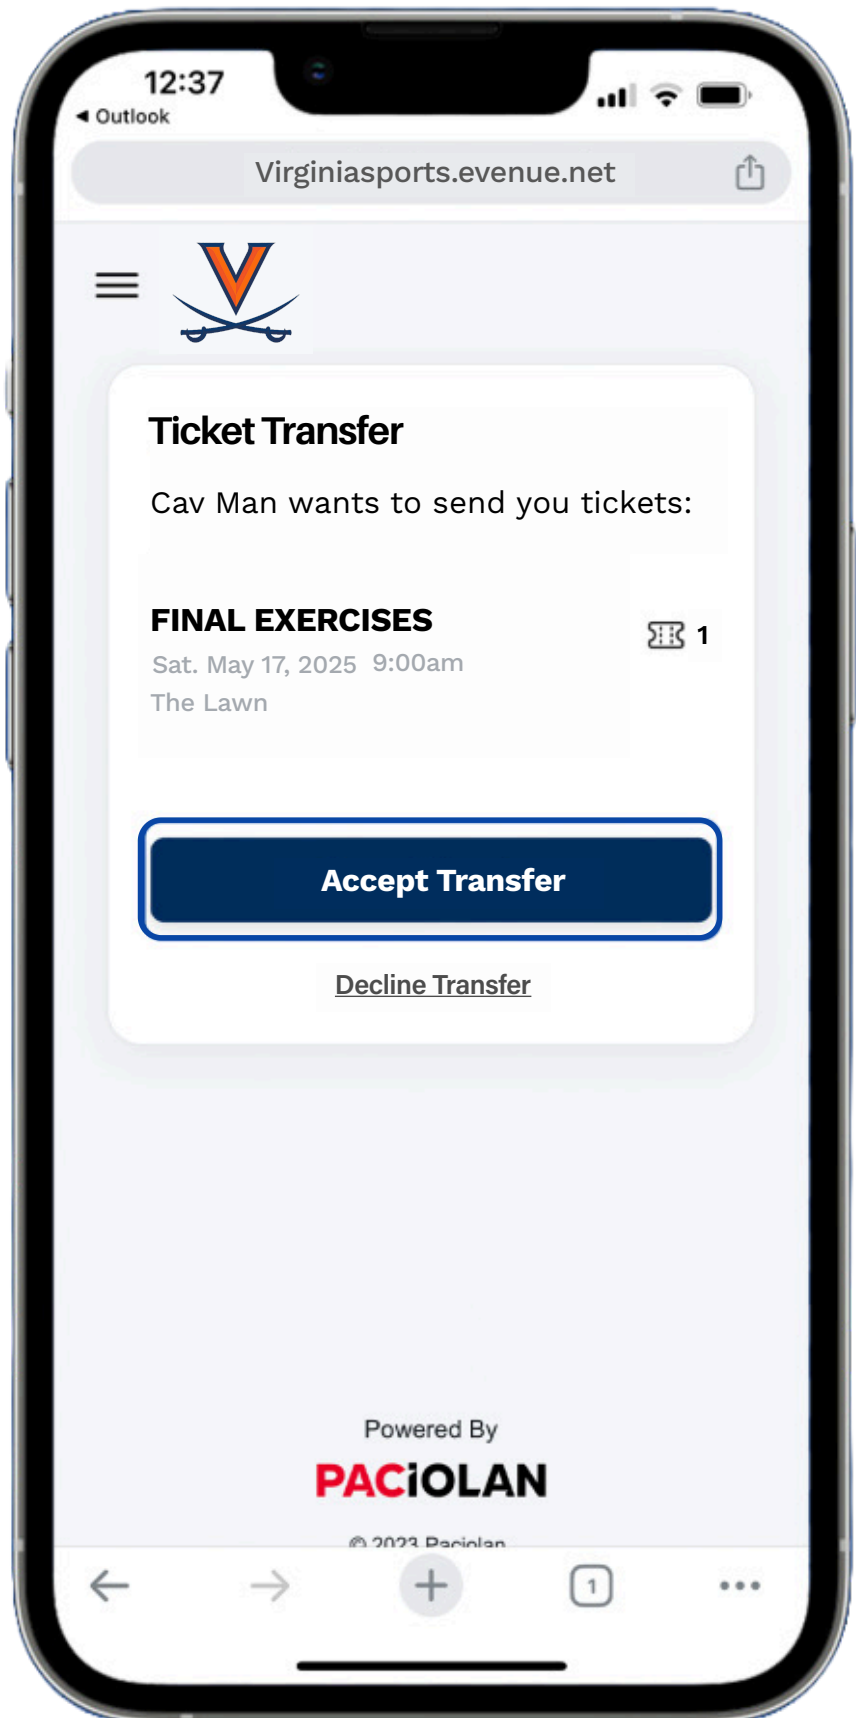 12:37
◀ Outlook
Virginiasports.evenue.net
V
Ticket Transfer
Cav Man wants to send you tickets:
FINAL EXERCISES
1
Sat. May 17, 2025 9:00am
The Lawn
Accept Transfer
Decline Transfer
Powered By
PACiOLAN
© 2023 Paciolan
1